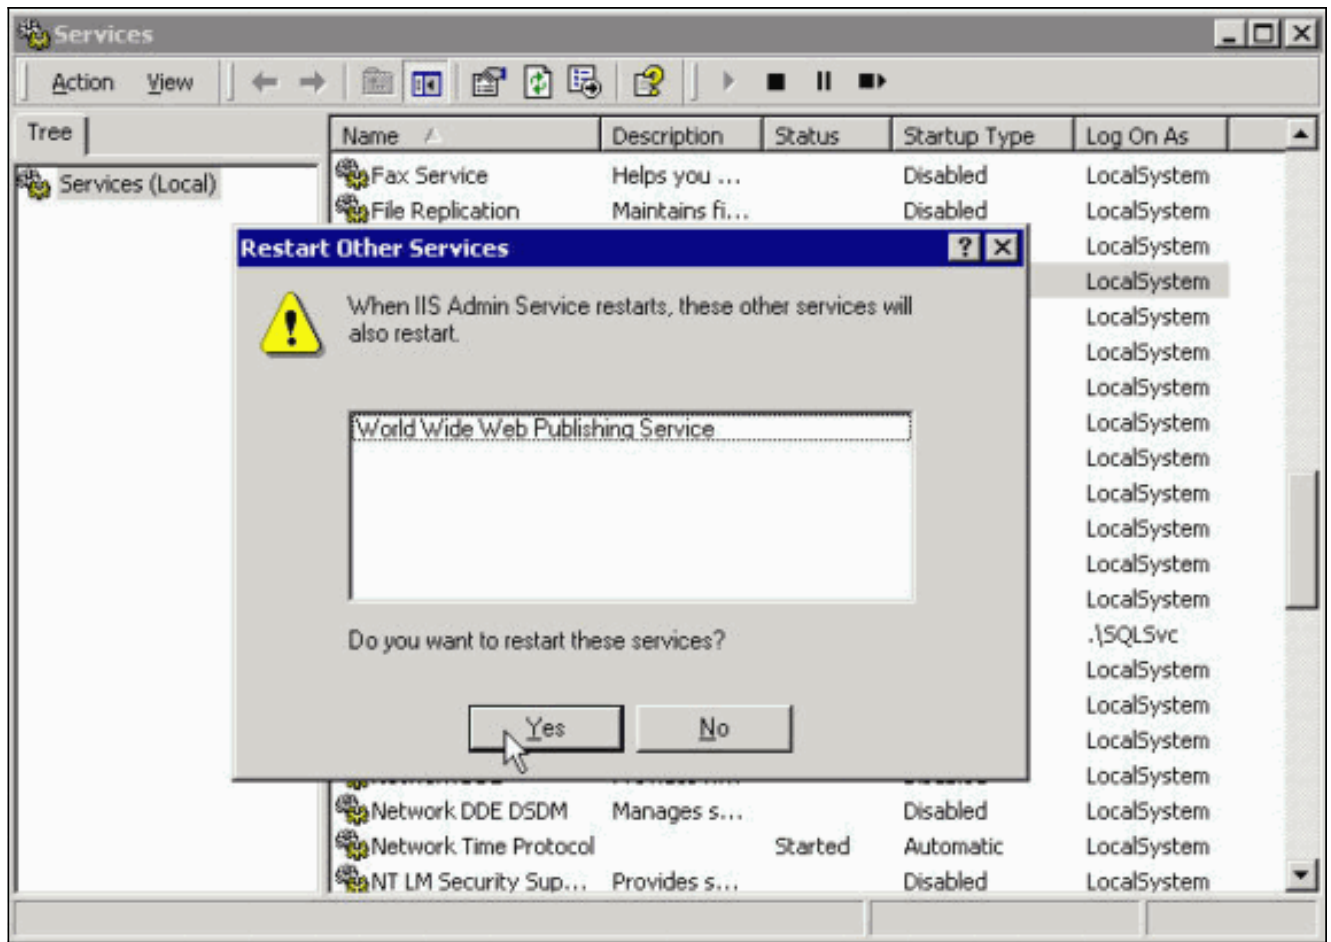 Services
Action View
Tree
Name Description Status Startup Type Log On As
Services (Local)
Fax Service Helps you ... Disabled LocalSystem
File Replication Maintains fi... Disabled LocalSystem
Restart Other Services
LocalSystem
LocalSystem
When IIS Admin Service restarts, these other services will
also restart.
LocalSystem
LocalSystem
LocalSystem
World Wide Web Publishing Service
LocalSystem
LocalSystem
LocalSystem
LocalSystem
LocalSystem
LocalSystem
Do you want to restart these services?
.\SQLSvc
LocalSystem
LocalSystem
Yes No
LocalSystem
LocalSystem
Network DDE DSDM Manages s... Disabled LocalSystem
Network Time Protocol Started Automatic LocalSystem
NT LM Security Sup... Provides s... Disabled LocalSystem